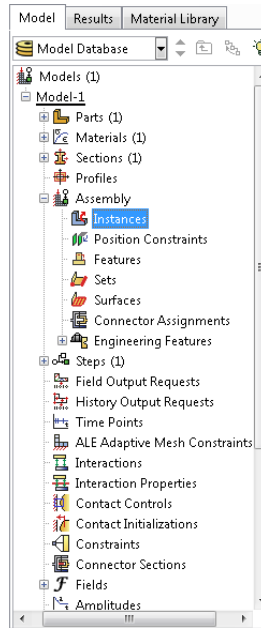 Model Results Material Library
Model Database
Models (1)
Model-1
Parts (1)
Materials (1)
Sections (1)
Profiles
Assembly
Instances
Position Constraints
Features
Sets
Surfaces
Connector Assignments
Engineering Features
Steps (1)
Field Output Requests
History Output Requests
Time Points
ALE Adaptive Mesh Constraints
Interactions
Interaction Properties
Contact Controls
Contact Initializations
Constraints
Connector Sections
Fields
Amplitudes